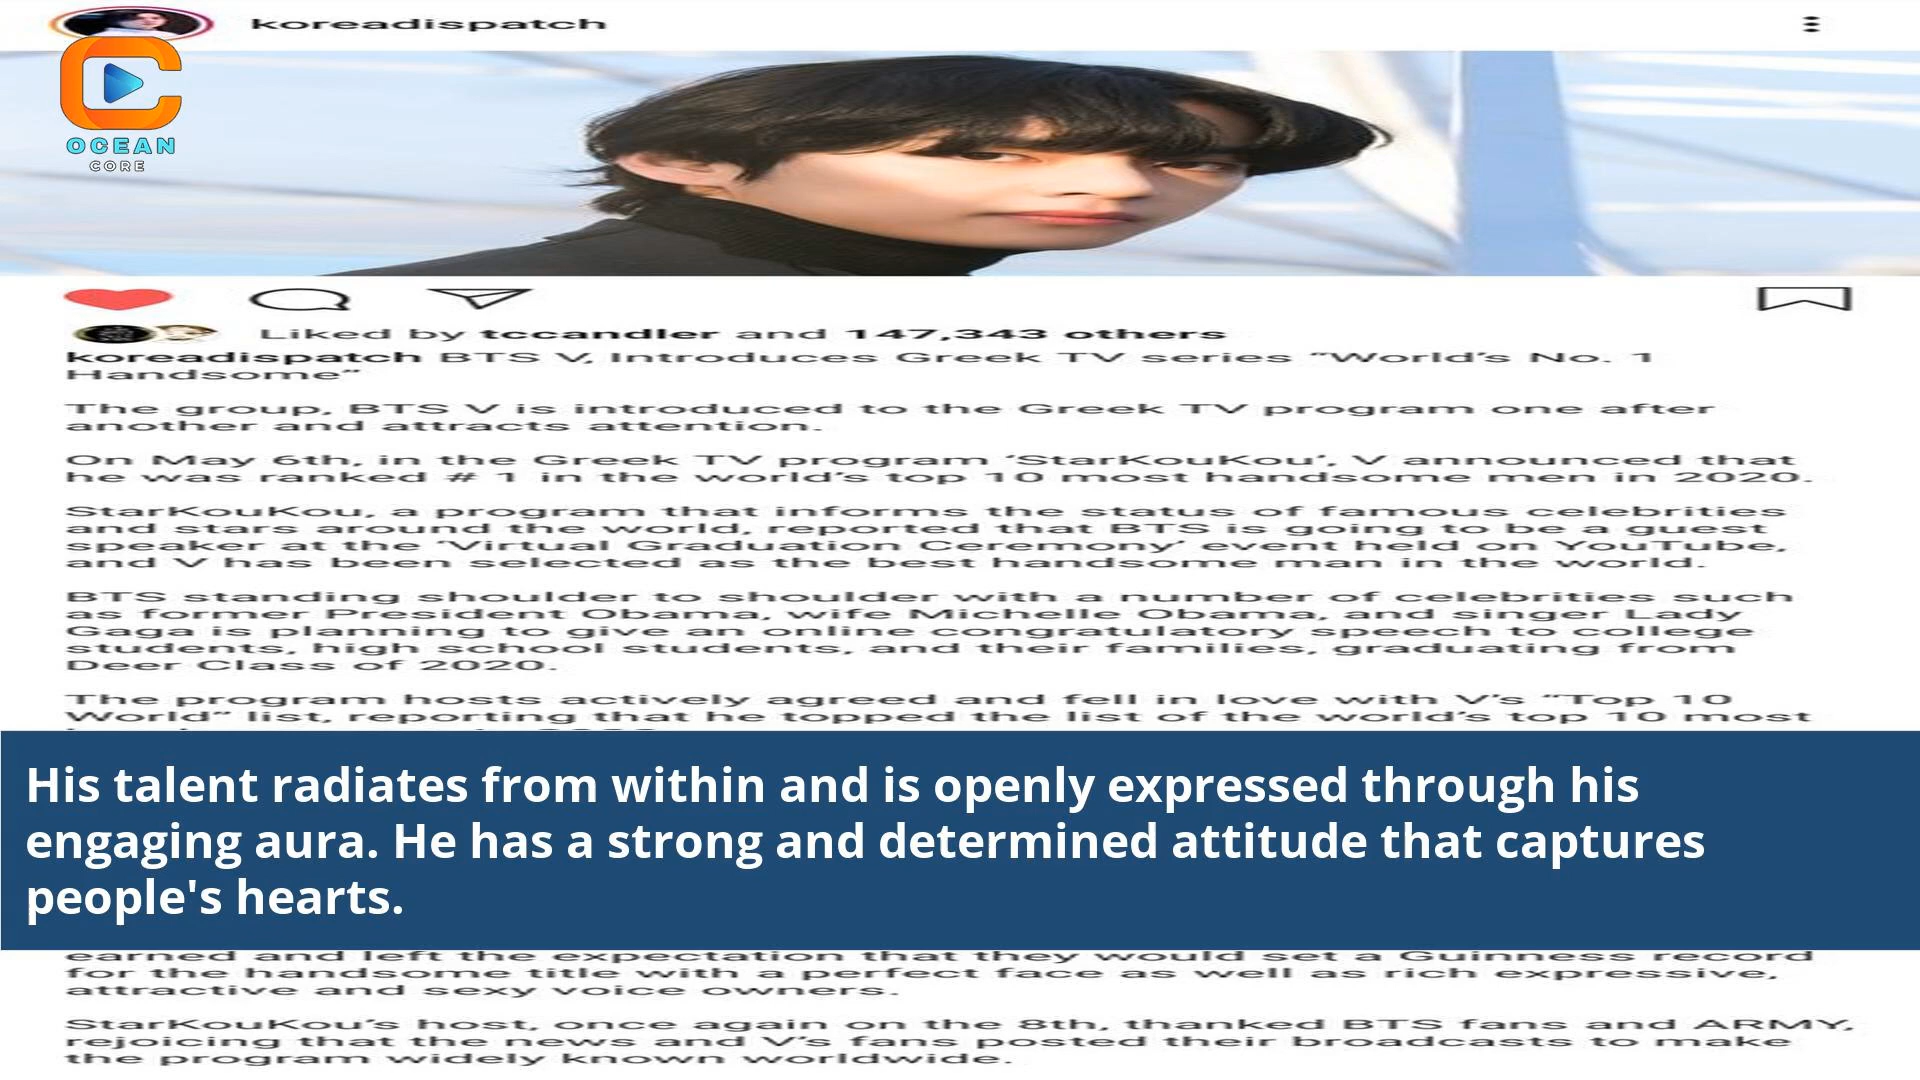 koreadispatch
OCEAN
CORE
Liked by tccandler and 147,343 others
koreadispatch BTS V, Introduces Greek TV series “World’s No. 1
Handsome”
The group, BTS V is introduced to the Greek TV program one after
another and attracts attention.
On May 6th, in the Greek TV program ‘StarKouKou’, V announced that
he was ranked # 1 in the world’s top 10 most handsome men in 2020.
StarKouKou, a program that informs the status of famous celebrities
and stars around the world, reported that BTS is going to be a guest
speaker at the ‘Virtual Graduation Ceremony’ event held on YouTube,
and V has been selected as the best handsome man in the world.
BTS standing shoulder to shoulder with a number of celebrities such
as former President Obama, wife Michelle Obama, and singer Lady
Gaga is planning to give an online congratulatory speech to college
students, high school students, and their families, graduating from
Deer Class of 2020.
The program hosts actively agreed and fell in love with V’s “Top 10
World” list, reporting that he topped the list of the world’s top 10 most
His talent radiates from within and is openly expressed through his
engaging aura. He has a strong and determined attitude that captures
people's hearts.
earned and left the expectation that they would set a Guinness record
for the handsome title with a perfect face as well as rich expressive,
attractive and sexy voice owners.
StarKouKou’s host, once again on the 8th, thanked BTS fans and ARMY,
rejoicing that the news and V’s fans posted their broadcasts to make
the program widely known worldwide.